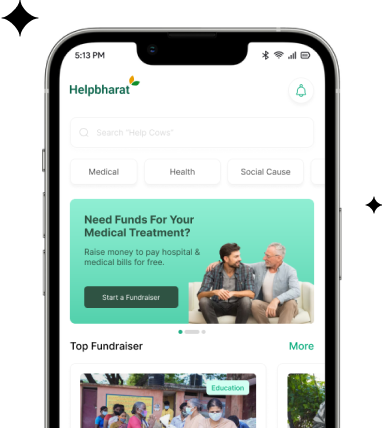 5:13 PM
Helpbharat
Search "Help Cows"
Medical
Health
Social Cause
Need Funds For Your
Medical Treatment?
Raise money to pay hospital &
medical bills for free.
Start a Fundraiser
Top Fundraiser
More
Education